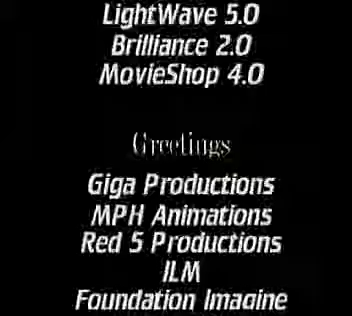 LightWave 5.0
Brilliance 2.0
MovieShop 4.0
Greetings
Giga Productions
MPH Animations
Red 5 Productions
ILM
Foundation Imagine